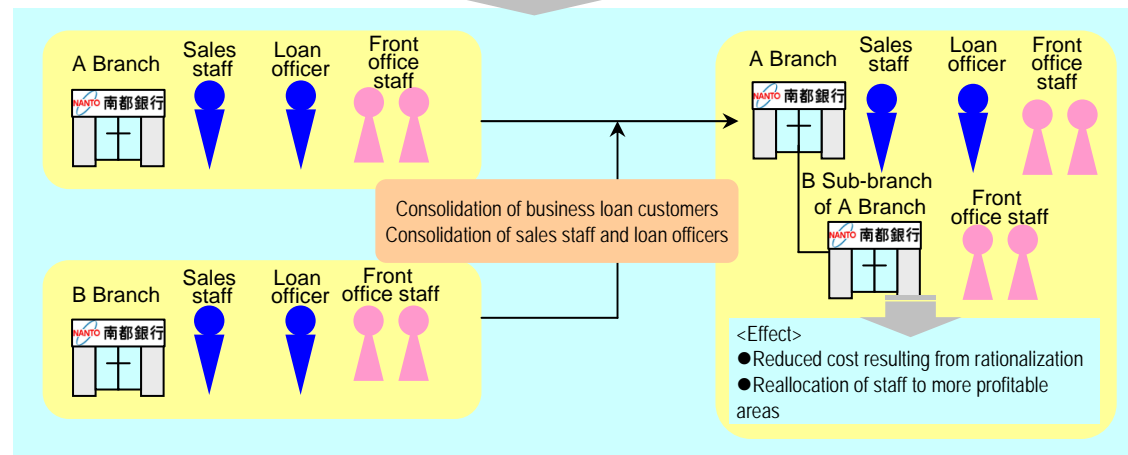 A Branch
Sales
staff
Loan
officer
Front
office
staff
NANTO 南都銀行
Consolidation of business loan customers
Consolidation of sales staff and loan officers
B Branch
Sales
staff
Loan
officer
Front
office staff
NANTO 南都銀行
A Branch
Sales
staff
Loan
officer
Front
office
staff
NANTO 南都銀行
B Sub-branch
of A Branch
Front
office staff
NANTO 南都銀行
<Effect>
●Reduced cost resulting from rationalization
●Reallocation of staff to more profitable
areas